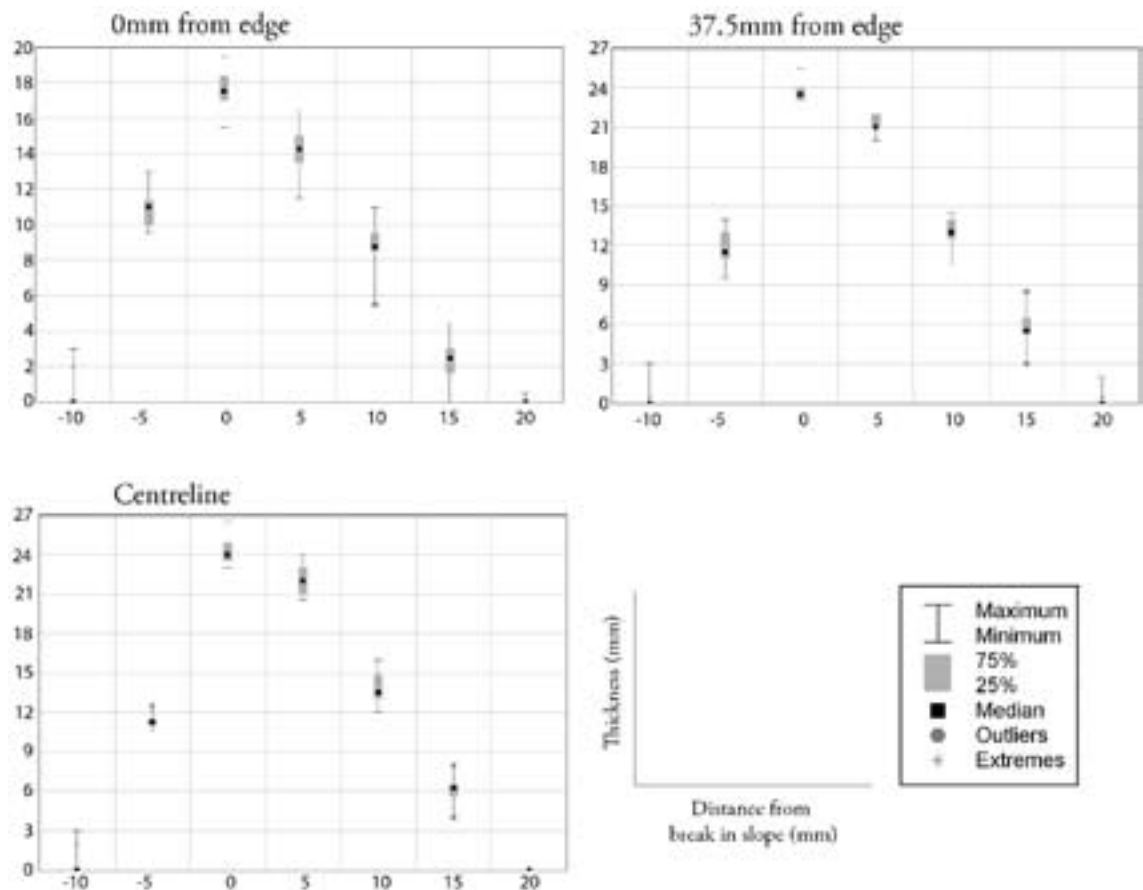 0mm from edge
20
18
16
14
12
10
8
6
4
2
0
-10 -5 0 5 10 15 20
37.5mm from edge
27
24
21
18
15
12
9
6
3
0
-10 -5 0 5 10 15 20
Centreline
27
24
21
18
15
12
9
6
3
0
-10 -5 0 5 10 15 20
Thickness (mm)
Distance from
break in slope (mm)
Maximum
Minimum
75%
25%
Median
Outliers
Extremes